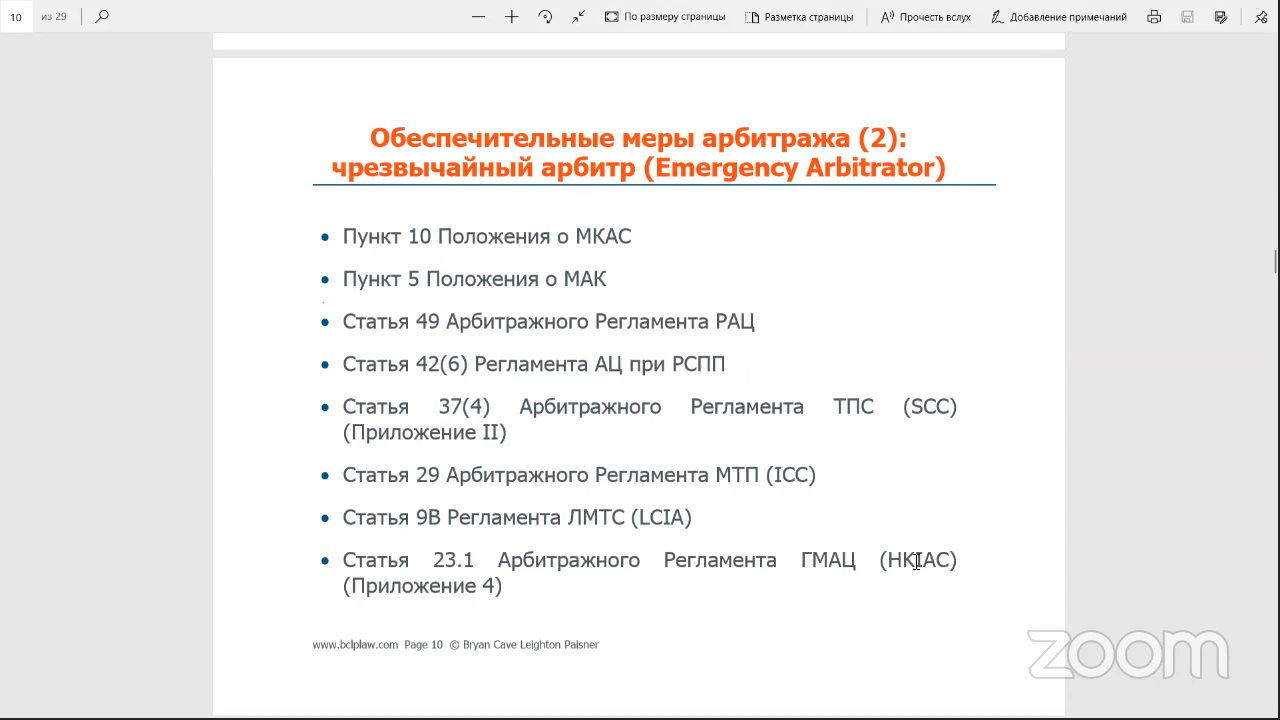 10 из 29 По размеру страницы Разметка страницы Прочесть вслух Добавление примечаний
Обеспечительные меры арбитража (2):
чрезвычайный арбитр (Emergency Arbitrator)
• Пункт 10 Положения о МКАС
• Пункт 5 Положения о МАК
• Статья 49 Арбитражного Регламента РАЦ
• Статья 42(6) Регламента АЦ при РСПП
• Статья 37(4) Арбитражного Регламента ТПС (SCC)
(Приложение II)
• Статья 29 Арбитражного Регламента МТП (ICC)
• Статья 9B Регламента ЛМТС (LCIA)
• Статья 23.1 Арбитражного Регламента ГМАЦ (HKIAC)
(Приложение 4)
www.bclplaw.com Page 10 © Bryan Cave Leighton Paisner
zoom